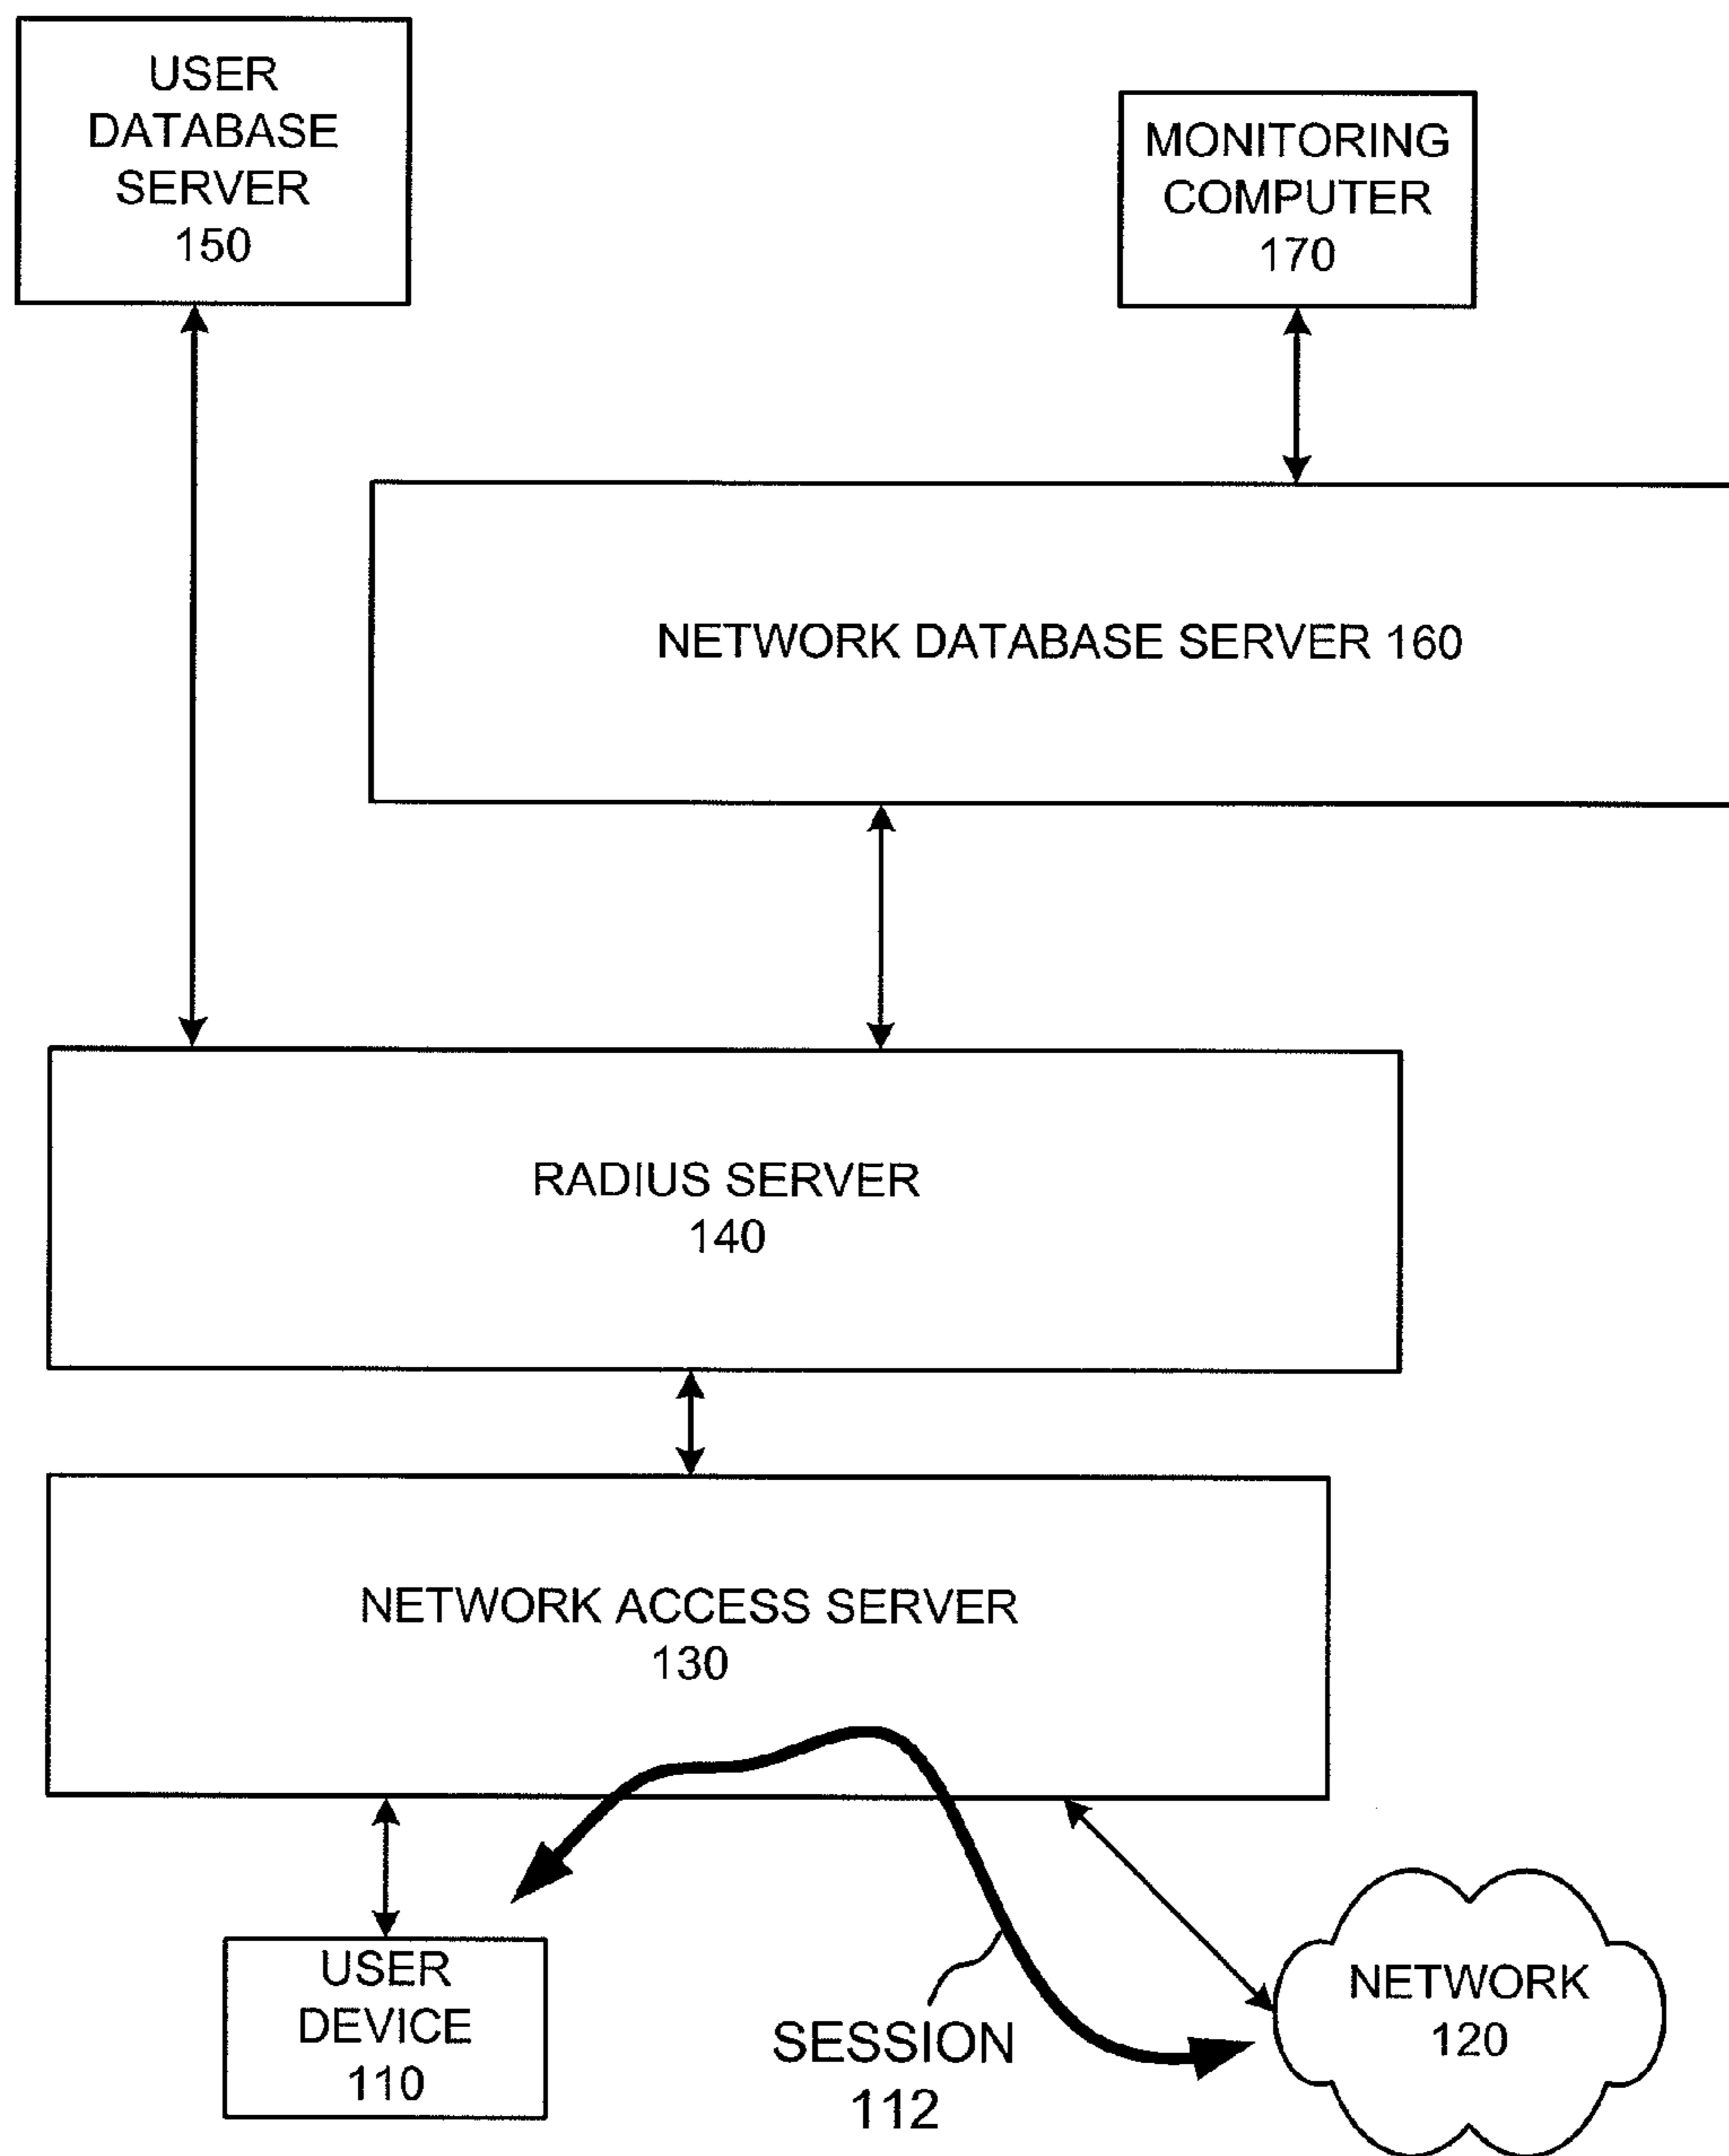 USER
DATABASE
SERVER
150
MONITORING
COMPUTER
170
NETWORK DATABASE SERVER 160
RADIUS SERVER
140
NETWORK ACCESS SERVER
130
USER
DEVICE
110
SESSION
112
NETWORK
120